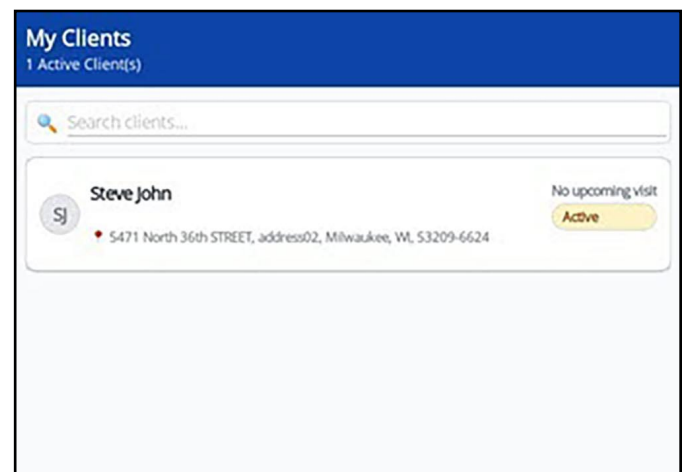 My Clients
1 Active Client(s)
Search clients...
Steve John
No upcoming visit
SJ
Active
5471 North 36th STREET, address02, Milwaukee, WI, 53209-6624